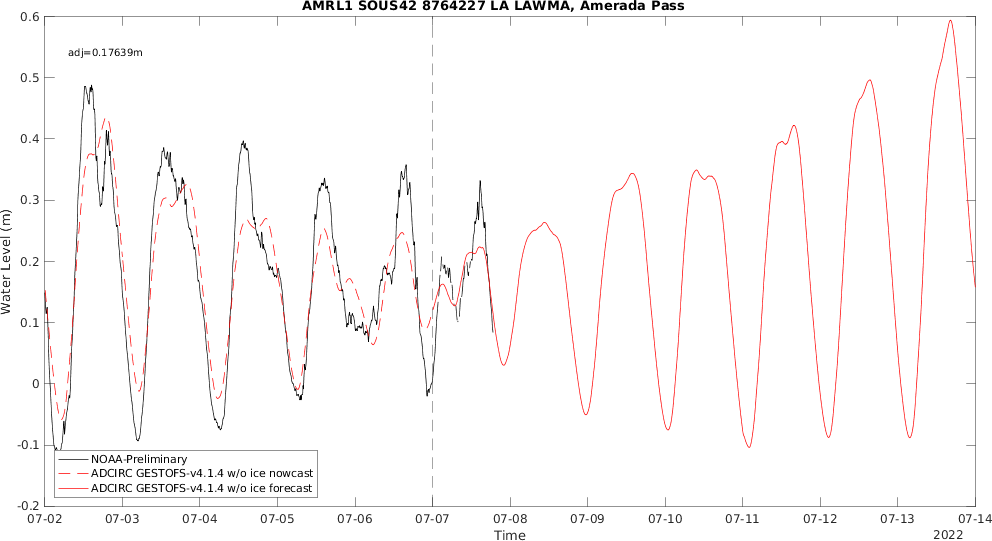 AMRL1 SOUS42 8764227 LA LAWMA, Amerada Pass
adj=0.17639m
Water Level (m)
0.6
0.5
0.4
0.3
0.2
0.1
0
-0.1
-0.2
NOAA-Preliminary
ADCIRC GESTOFS-v4.1.4 w/o ice nowcast
ADCIRC GESTOFS-v4.1.4 w/o ice forecast
07-02 07-03 07-04 07-05 07-06 07-07 07-08 07-09 07-10 07-11 07-12 07-13 07-14
Time
2022